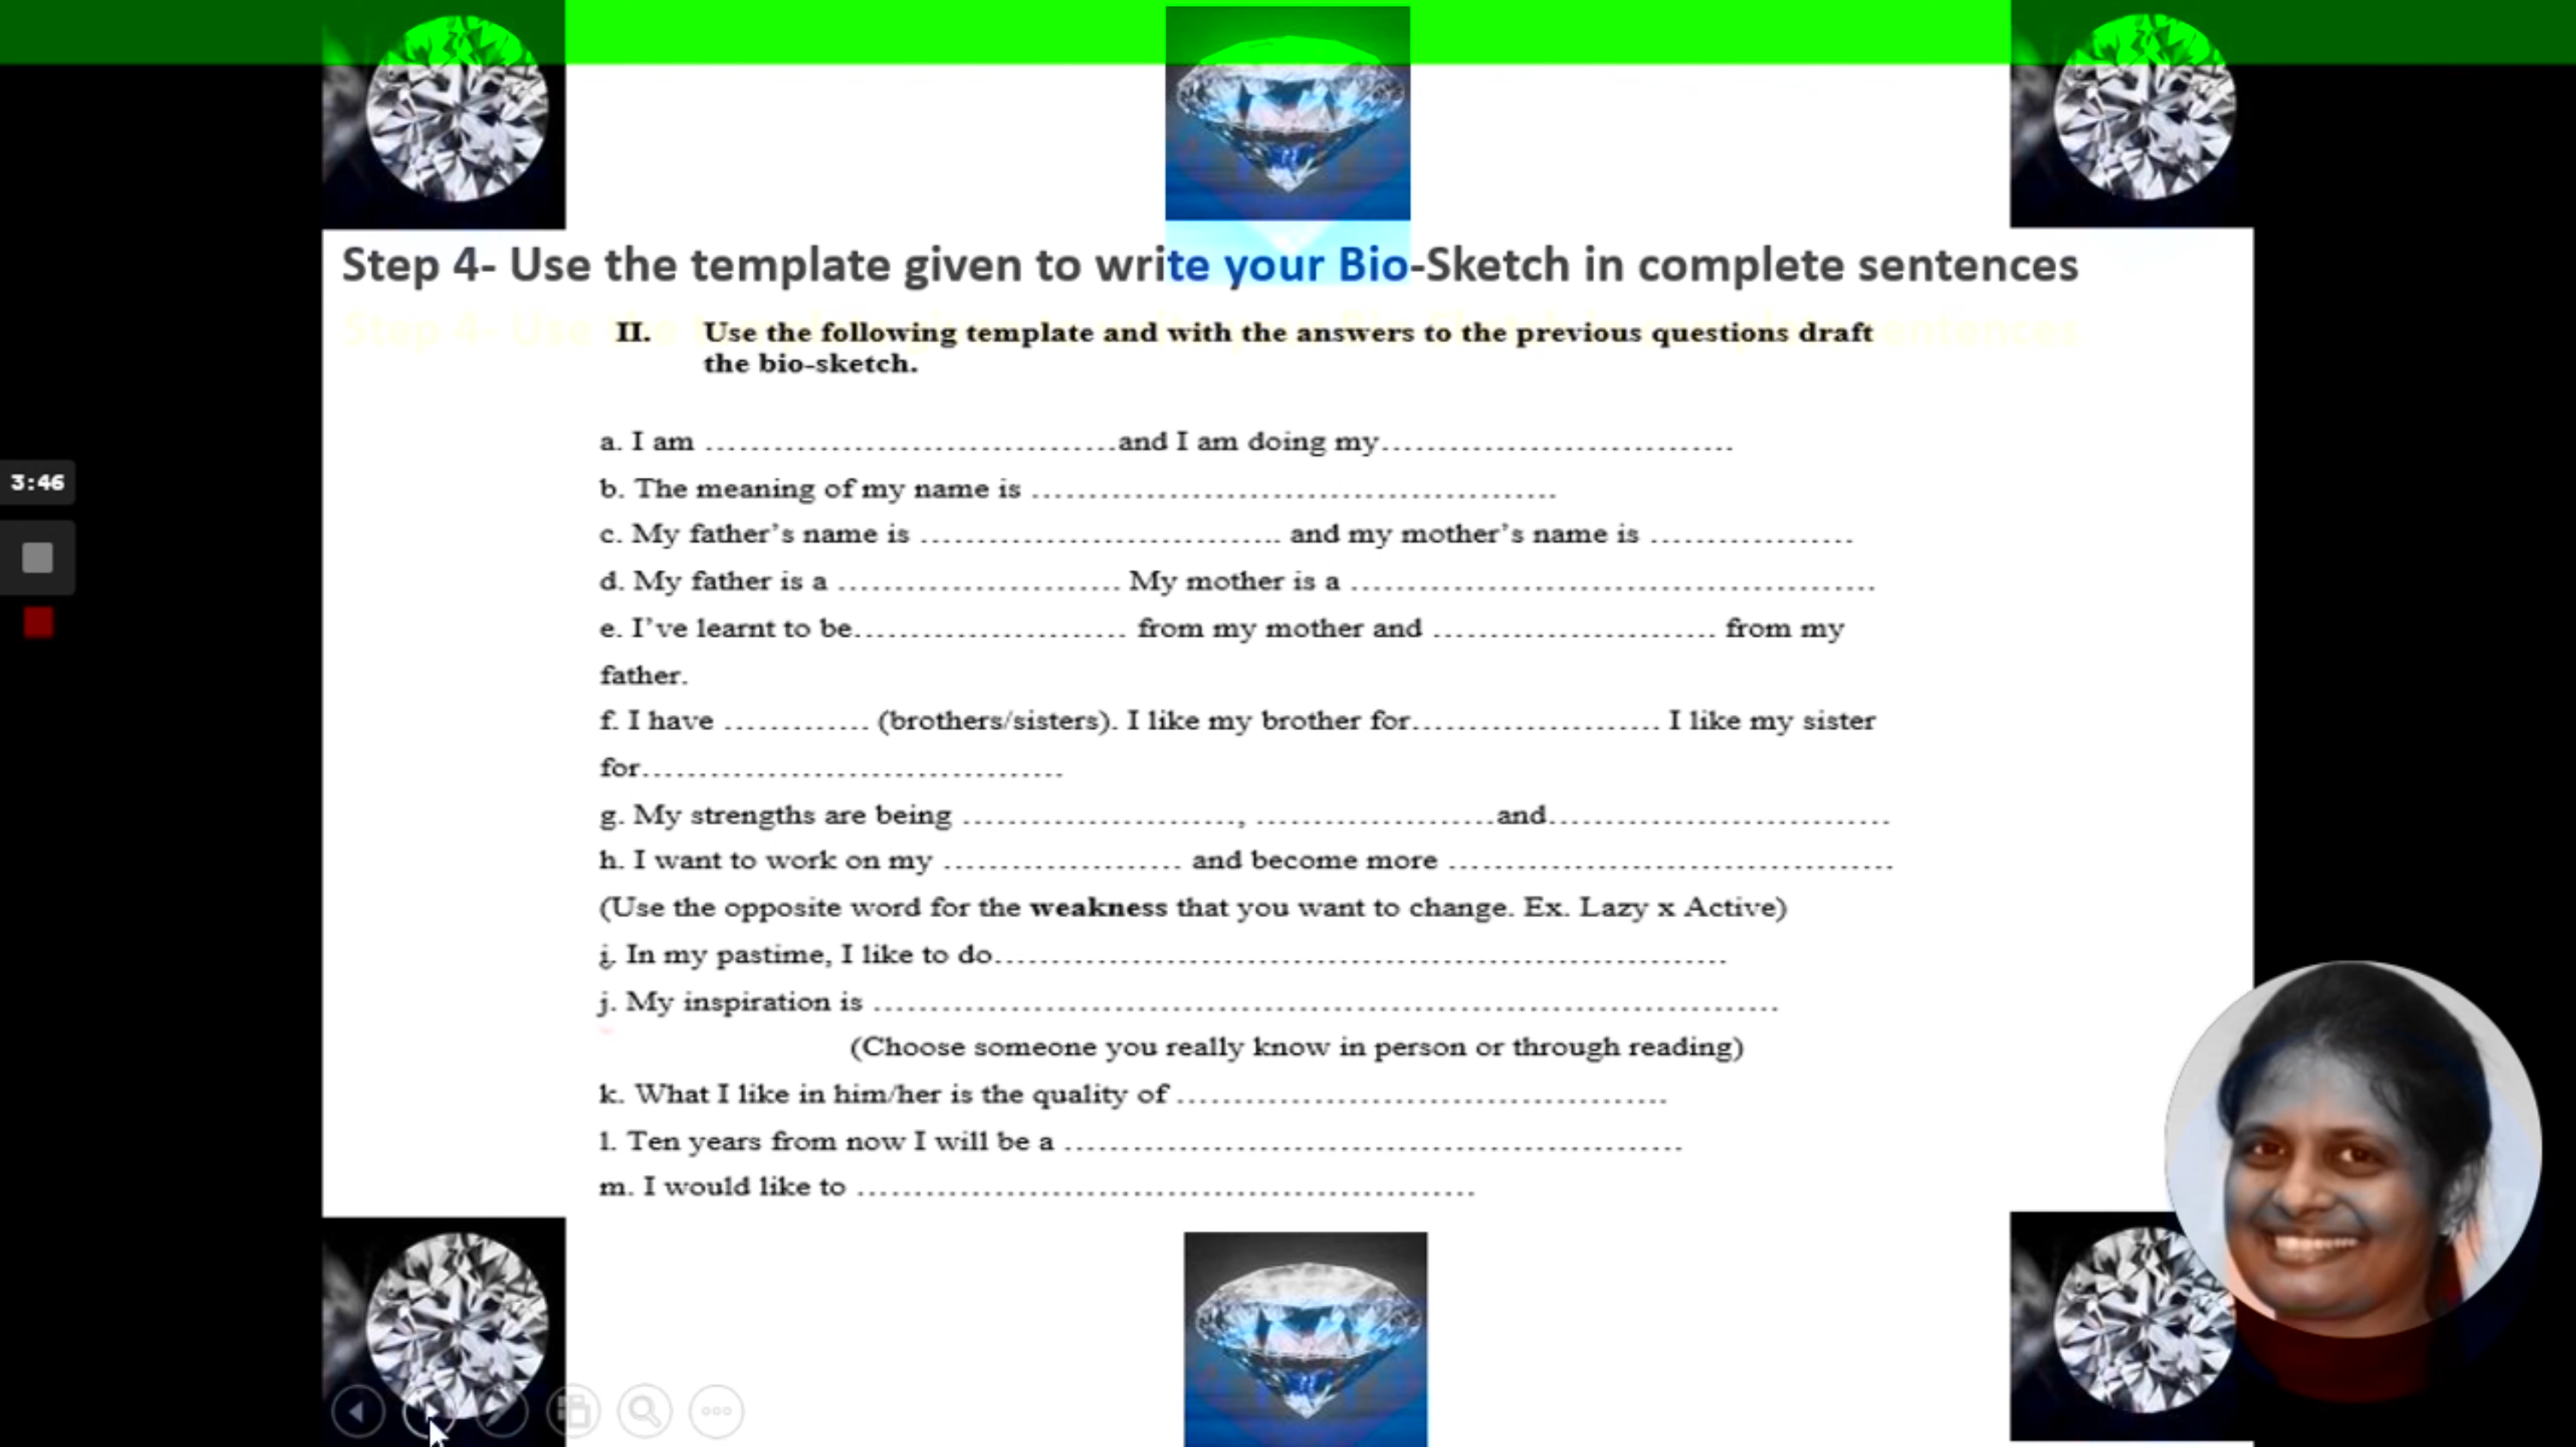 Step 4- Use the template given to write your Bio-Sketch in complete sentences
II. Use the following template and with the answers to the previous questions draft
the bio-sketch.
a. I am ....................................and I am doing my...............................
b. The meaning of my name is ..............................................
c. My father's name is ................................ and my mother's name is ..................
d. My father is a ......................... My mother is a ..............................................
e. I've learnt to be........................ from my mother and ......................... from my
father.
f. I have ............. (brothers/sisters). I like my brother for...................... I like my sister
for.....................................
g. My strengths are being ........................, .....................and..............................
h. I want to work on my ..................... and become more .......................................
(Use the opposite word for the weakness that you want to change. Ex. Lazy x Active)
i. In my pastime, I like to do................................................................
j. My inspiration is ...............................................................................
(Choose someone you really know in person or through reading)
k. What I like in him/her is the quality of ...........................................
l. Ten years from now I will be a ......................................................
m. I would like to ......................................................
3:46